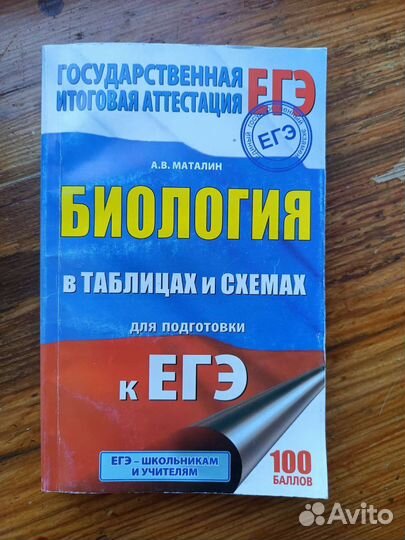 ГОСУДАРСТВЕННАЯ
ИТОГОВАЯ АТТЕСТАЦИЯ
ЕГЭ
ЕГЭ
А.В. МАТАЛИН
БИОЛОГИЯ
в ТАБЛИЦАХ и СХЕМАХ
для подготовки
к ЕГЭ
ЕГЭ – ШКОЛЬНИКАМ
И УЧИТЕЛЯМ
100
БАЛЛОВ
Avito